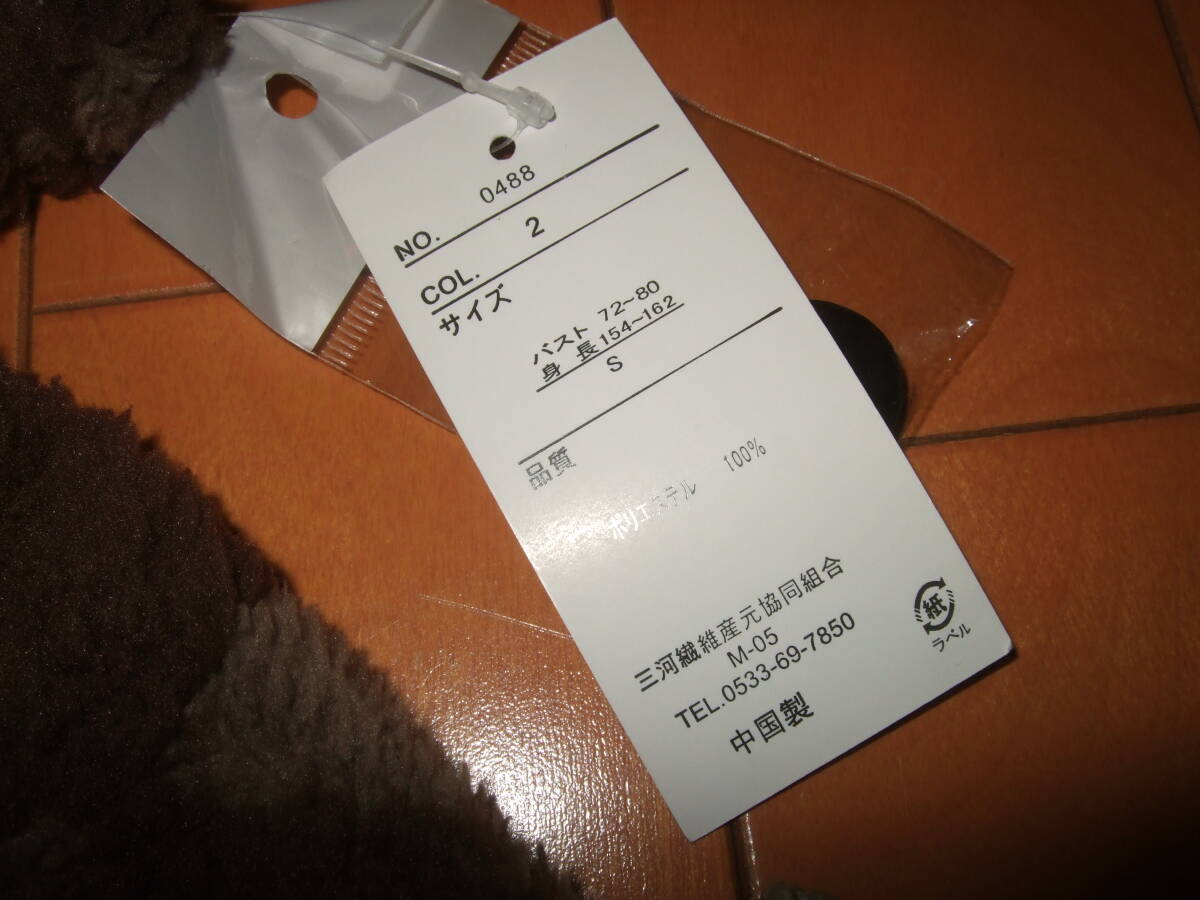 NO. 0488
COL. 2
サイズ
バスト 72~80
身 長 154~162
S
品質
ポリエステル 100%
三河繊維産元協同組合
M-05
TEL.0533-69-7850
中国製
紙
ラベル